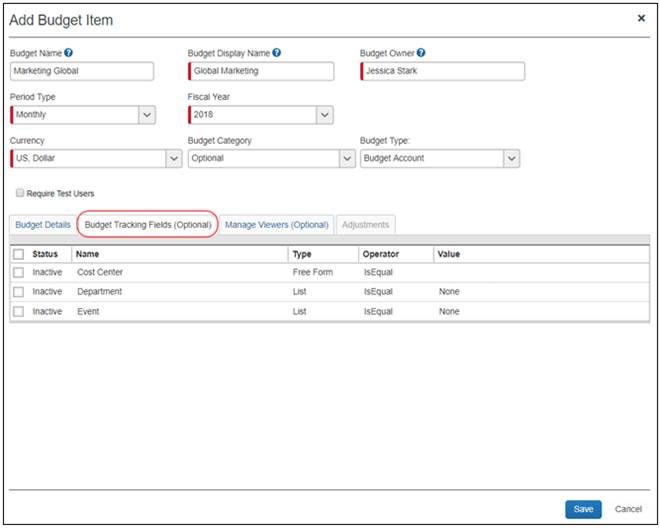 Add Budget Item
Budget Name Budget Display Name Budget Owner
Marketing Global Global Marketing Jessica Stark
Period Type Fiscal Year
Monthly 2018
Currency Budget Category Budget Type:
US, Dollar Optional Budget Account
Require Test Users
Budget Details Budget Tracking Fields (Optional) Manage Viewers (Optional) Adjustments
Status Name Type Operator Value
Inactive Cost Center Free Form IsEqual
Inactive Department List IsEqual None
Inactive Event List IsEqual None
Save Cancel